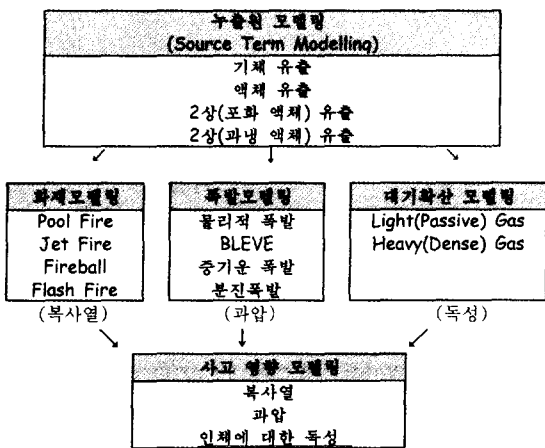 누출원 모델링
(Source Term Modelling)
기체 유출
액체 유출
2상(포화 액체) 유출
2상(과냉 액체) 유출
화재모델링
Pool Fire
Jet Fire
Fireball
Flash Fire
(복사열)
폭발모델링
물리적 폭발
BLEVE
증기운 폭발
분진폭발
(과압)
대기확산 모델링
Light(Passive) Gas
Heavy(Dense) Gas
(독성)
사고 영향 모델링
복사열
과압
인체에 대한 독성